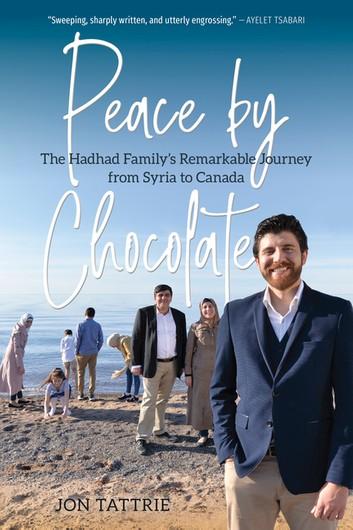 "Sweeping, sharply written, and utterly engrossing." — AYELET TSABARI
Peace by
The Hadhad Family's Remarkable Journey
from Syria to Canada
Chocolate
JON TATTRIE